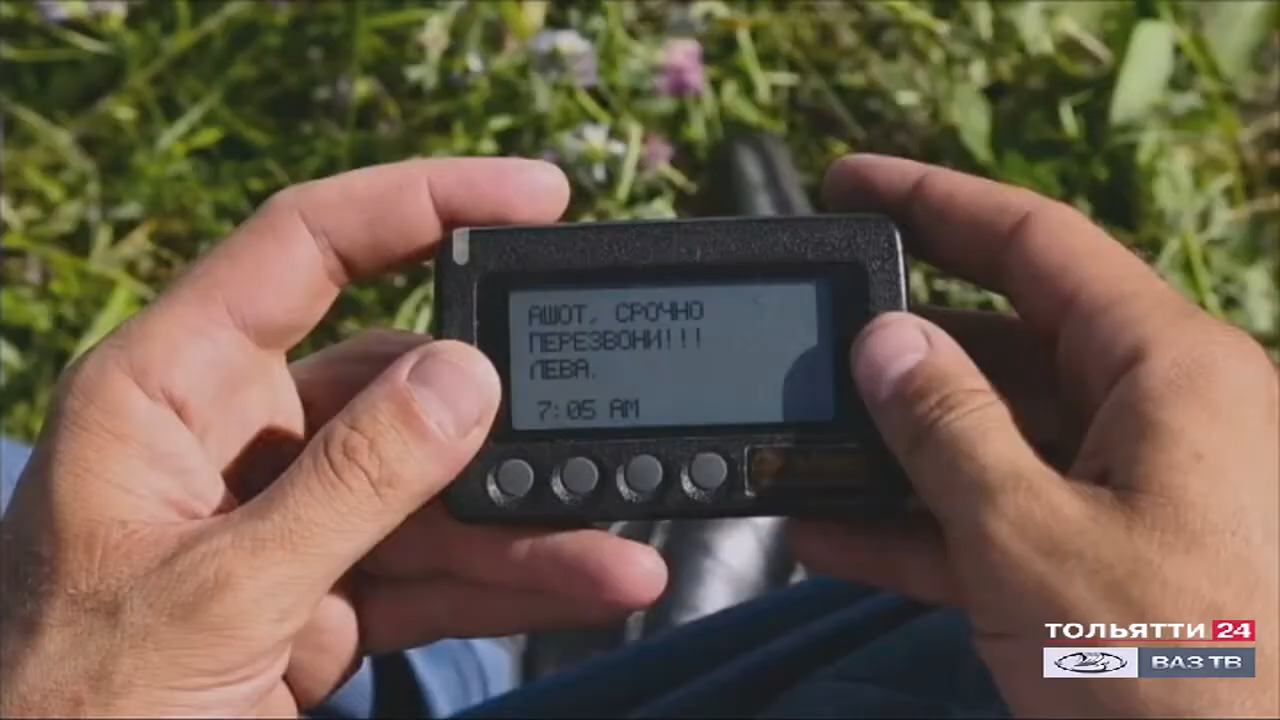 АШОТ, СРОЧНО
ПЕРЕЗВОНИ!!!
ЛЕВА.
7:05 AM
ТОЛЬЯТТИ 24
ВАЗ ТВ